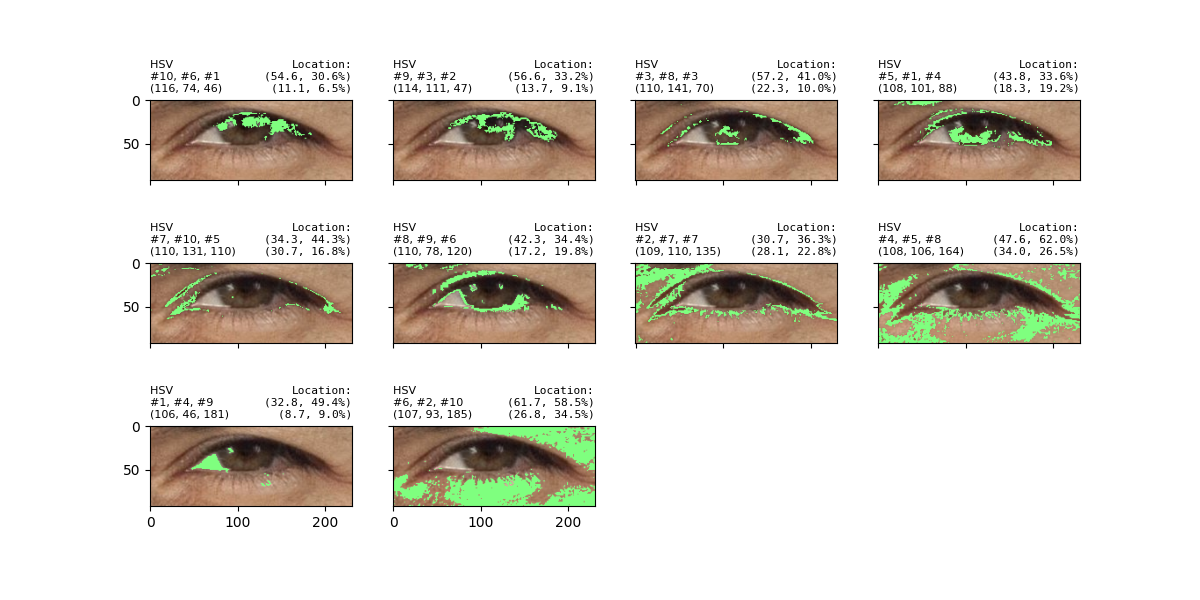 HSV Location:
#10, #6, #1 (54.6, 30.6%)
(116, 74, 46) (11.1, 6.5%)
HSV Location:
#9, #3, #2 (56.6, 33.2%)
(114, 111, 47) (13.7, 9.1%)
HSV Location:
#3, #8, #3 (57.2, 41.0%)
(110, 141, 70) (22.3, 10.0%)
HSV Location:
#5, #1, #4 (43.8, 33.6%)
(108, 101, 88) (18.3, 19.2%)
0
50
HSV Location:
#7, #10, #5 (34.3, 44.3%)
(110, 131, 110) (30.7, 16.8%)
HSV Location:
#8, #9, #6 (42.3, 34.4%)
(110, 78, 120) (17.2, 19.8%)
HSV Location:
#2, #7, #7 (30.7, 36.3%)
(109, 110, 135) (28.1, 22.8%)
HSV Location:
#4, #5, #8 (47.6, 62.0%)
(108, 106, 164) (34.0, 26.5%)
0
50
HSV Location:
#1, #4, #9 (32.8, 49.4%)
(106, 46, 181) (8.7, 9.0%)
HSV Location:
#6, #2, #10 (61.7, 58.5%)
(107, 93, 185) (26.8, 34.5%)
0
50
0 100 200
0 100 200